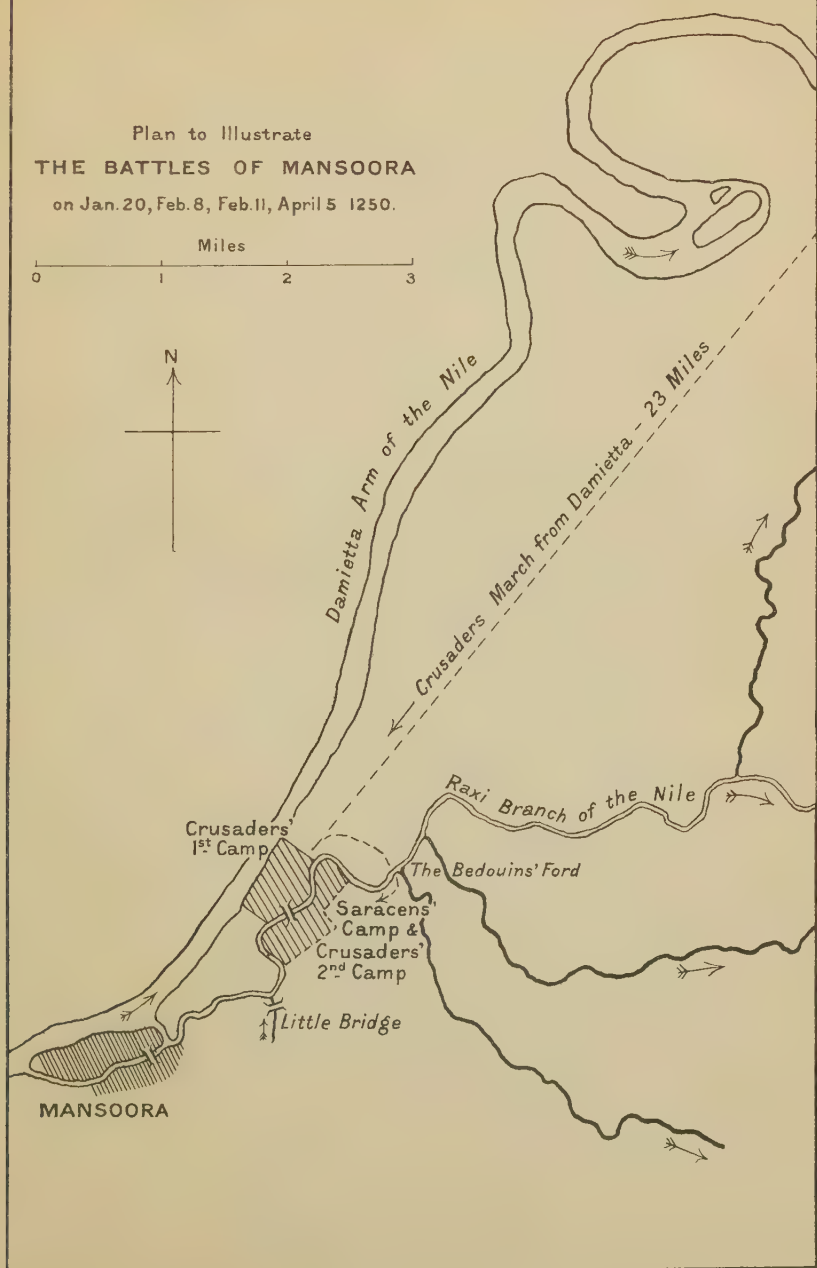 Plan to Illustrate
THE BATTLES OF MANSOORA
on Jan. 20, Feb. 8, Feb. 11, April 5 1250.
Miles
0 1 2 3
N
Damietta Arm of the Nile
Crusaders March from Damietta - 23 Miles
Raxi Branch of the Nile
Crusaders'
1st Camp
The Bedouins' Ford
Saracens'
Camp &
Crusaders'
2nd Camp
Little Bridge
MANSOORA